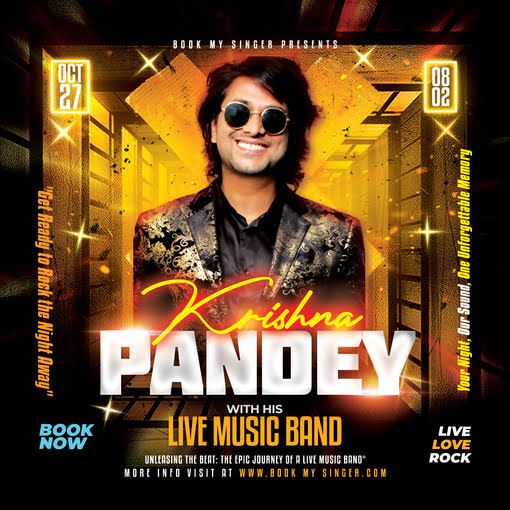 BOOK MY SINGER PRESENTS
OCT
27
08
02
"Get Ready to Rock the Night Away"
Your Night, Our Sound, One Unforgettable Memory
Krishna
PANDEY
WITH HIS
LIVE MUSIC BAND
BOOK
NOW
LIVE
LOVE
ROCK
UNLEASING THE BEAT: THE EPIC JOURNEY OF A LIVE MUSIC BAND"
MORE INFO VISIT AT WWW.BOOK MY SINGER.COM